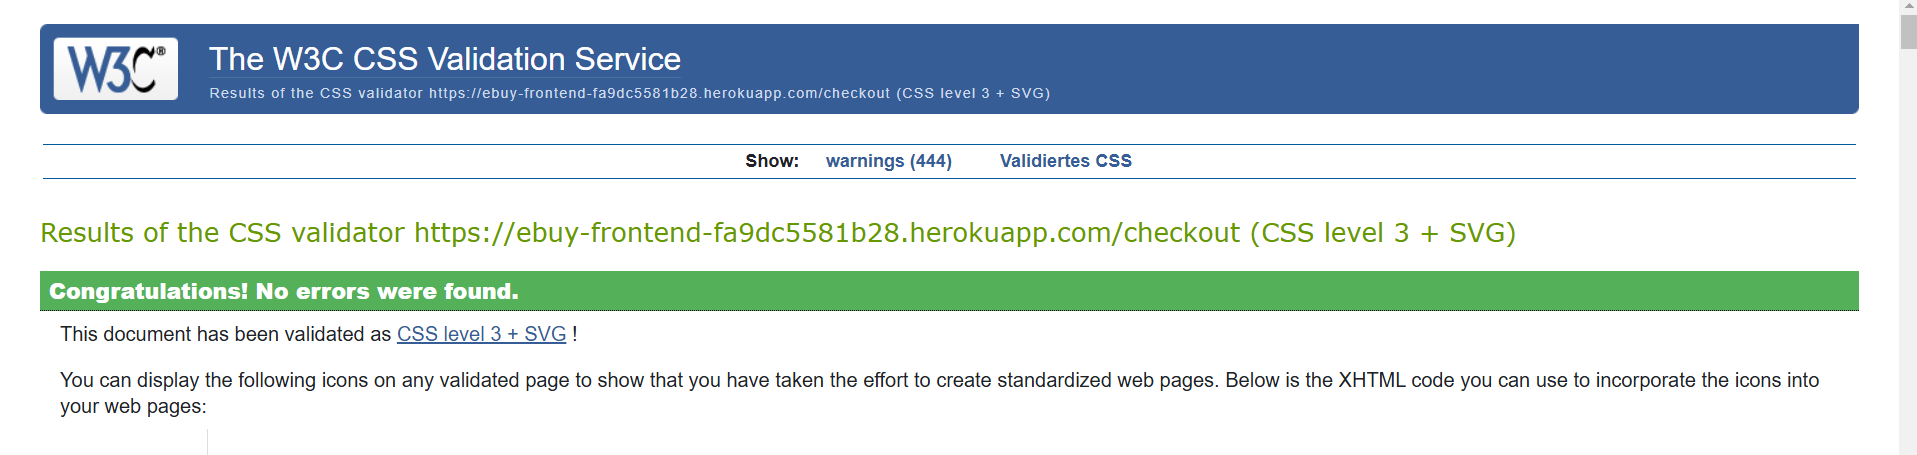 W3C®
The W3C CSS Validation Service
Results of the CSS validator https://ebuy-frontend-fa9dc5581b28.herokuapp.com/checkout (CSS level 3 + SVG)
Show: warnings (444) Validiertes CSS
Results of the CSS validator https://ebuy-frontend-fa9dc5581b28.herokuapp.com/checkout (CSS level 3 + SVG)
Congratulations! No errors were found.
This document has been validated as CSS level 3 + SVG !
You can display the following icons on any validated page to show that you have taken the effort to create standardized web pages. Below is the XHTML code you can use to incorporate the icons into
your web pages: